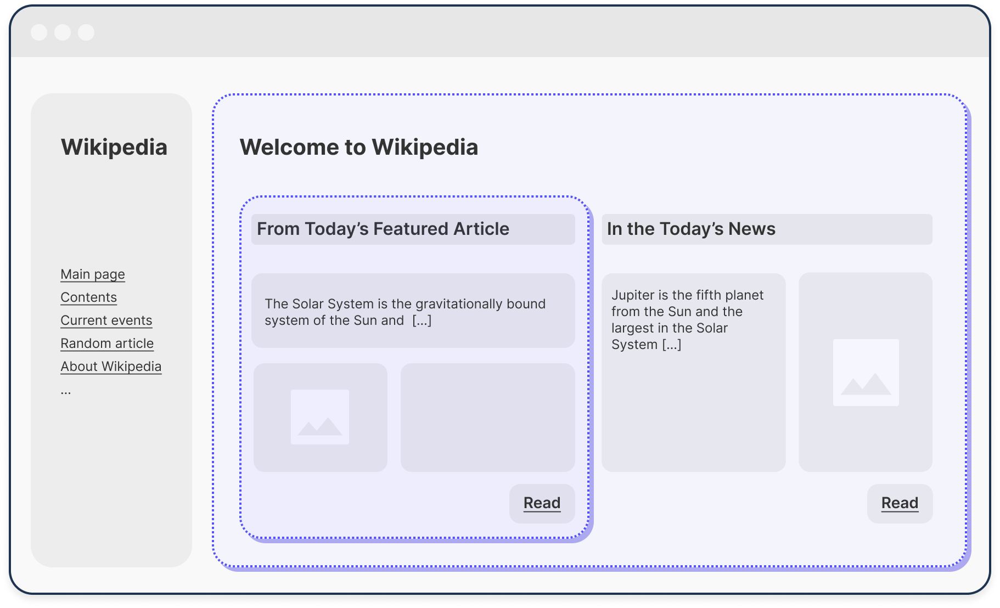 Wikipedia
Main page
Contents
Current events
Random article
About Wikipedia
...
Welcome to Wikipedia
From Today’s Featured Article
The Solar System is the gravitationally bound
system of the Sun and  [...]
Read
In the Today’s News
Jupiter is the fifth planet
from the Sun and the
largest in the Solar
System [...]
Read